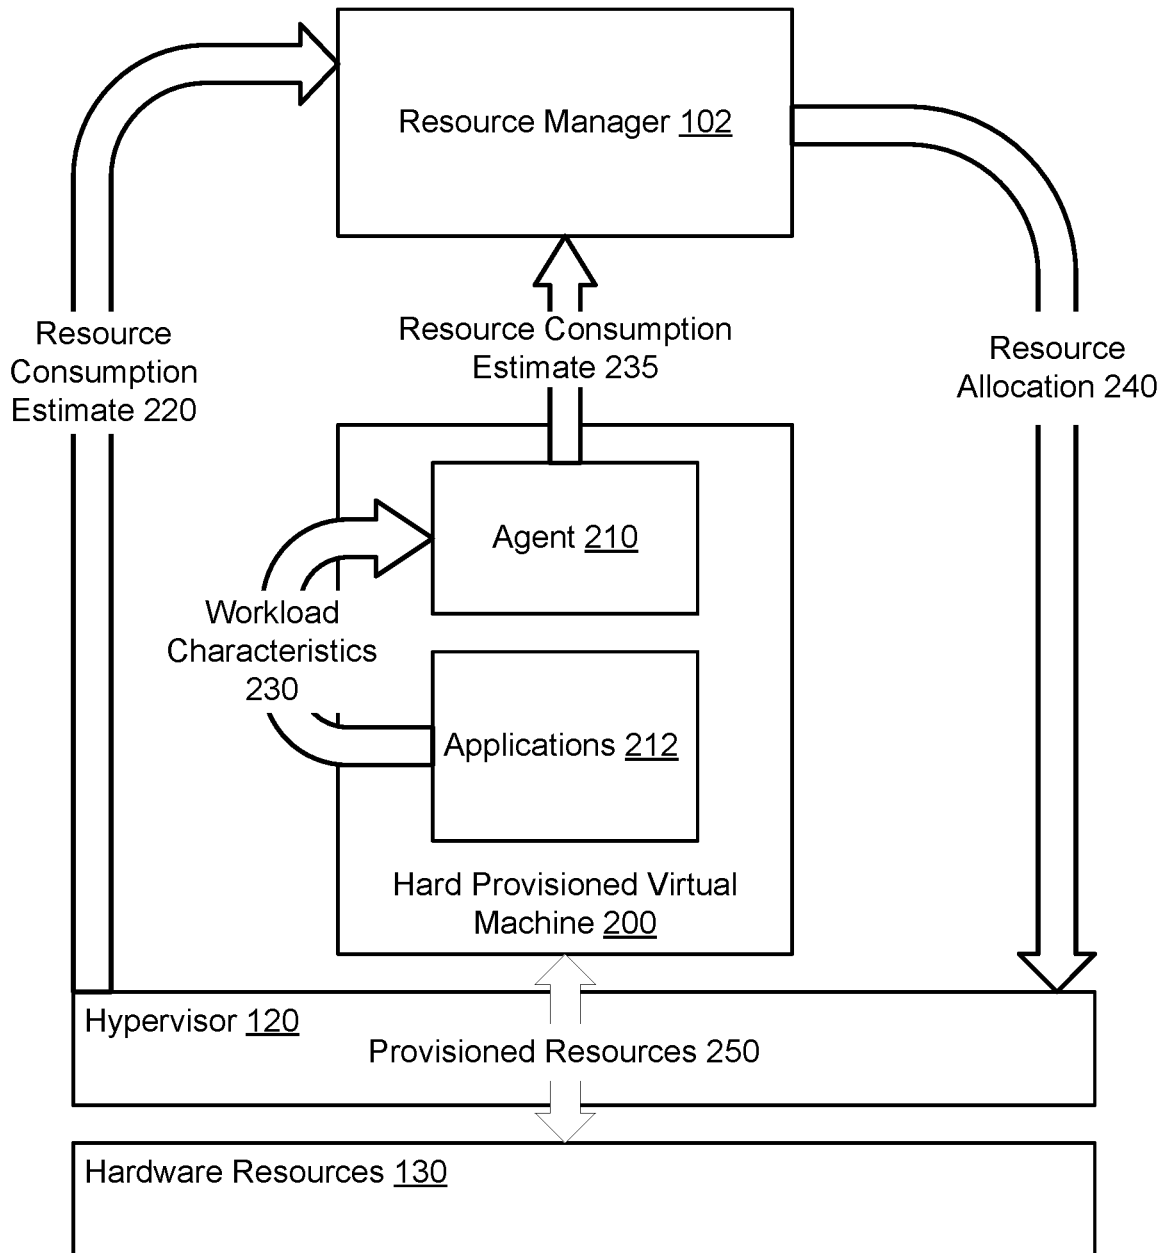 Resource Manager 102
Resource
Consumption
Estimate 220
Resource Consumption
Estimate 235
Resource
Allocation 240
Agent 210
Workload
Characteristics
230
Applications 212
Hard Provisioned Virtual
Machine 200
Hypervisor 120
Provisioned Resources 250
Hardware Resources 130